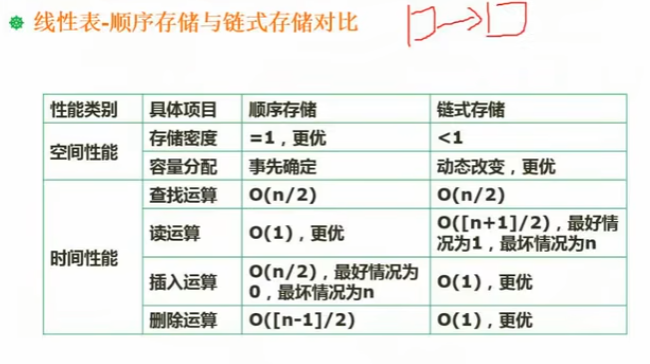 线性表-顺序存储与链式存储对比
性能类别 具体项目 顺序存储 链式存储
空间性能 存储密度 =1，更优 <1
容量分配 事先确定 动态改变，更优
时间性能 查找运算 O(n/2) O(n/2)
读运算 O(1)，更优 O([n+1]/2)，最好情
况为1，最坏情况为n
插入运算 O(n/2)，最好情况为
0，最坏情况为n O(1)，更优
删除运算 O([n-1]/2) O(1)，更优